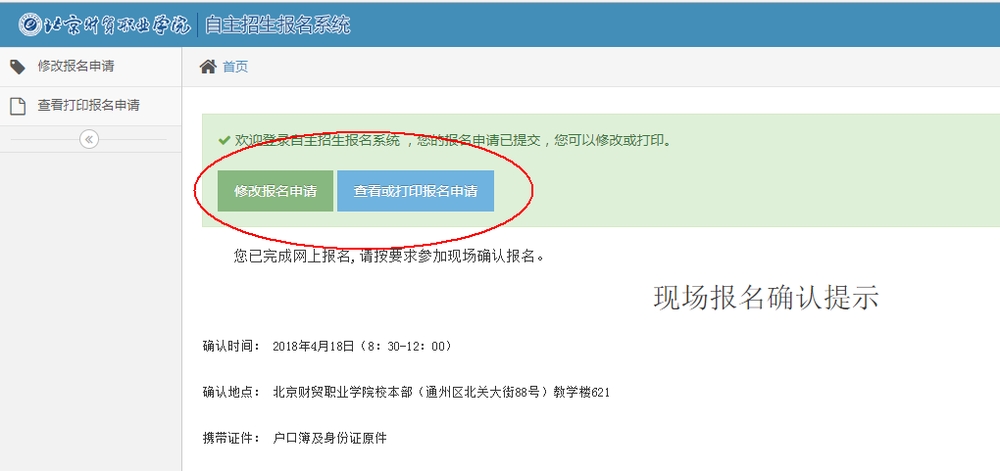 北京财贸职业学院 自主招生报名系统
修改报名申请
首页
查看打印报名申请
欢迎登录自主招生报名系统 ，您的报名申请已提交，您可以修改或打印。
修改报名申请 查看或打印报名申请
您已完成网上报名,请按要求参加现场确认报名。
现场报名确认提示
确认时间： 2018年4月18日（8：30-12：00）
确认地点： 北京财贸职业学院校本部（通州区北关大街88号）教学楼621
携带证件： 户口簿及身份证原件